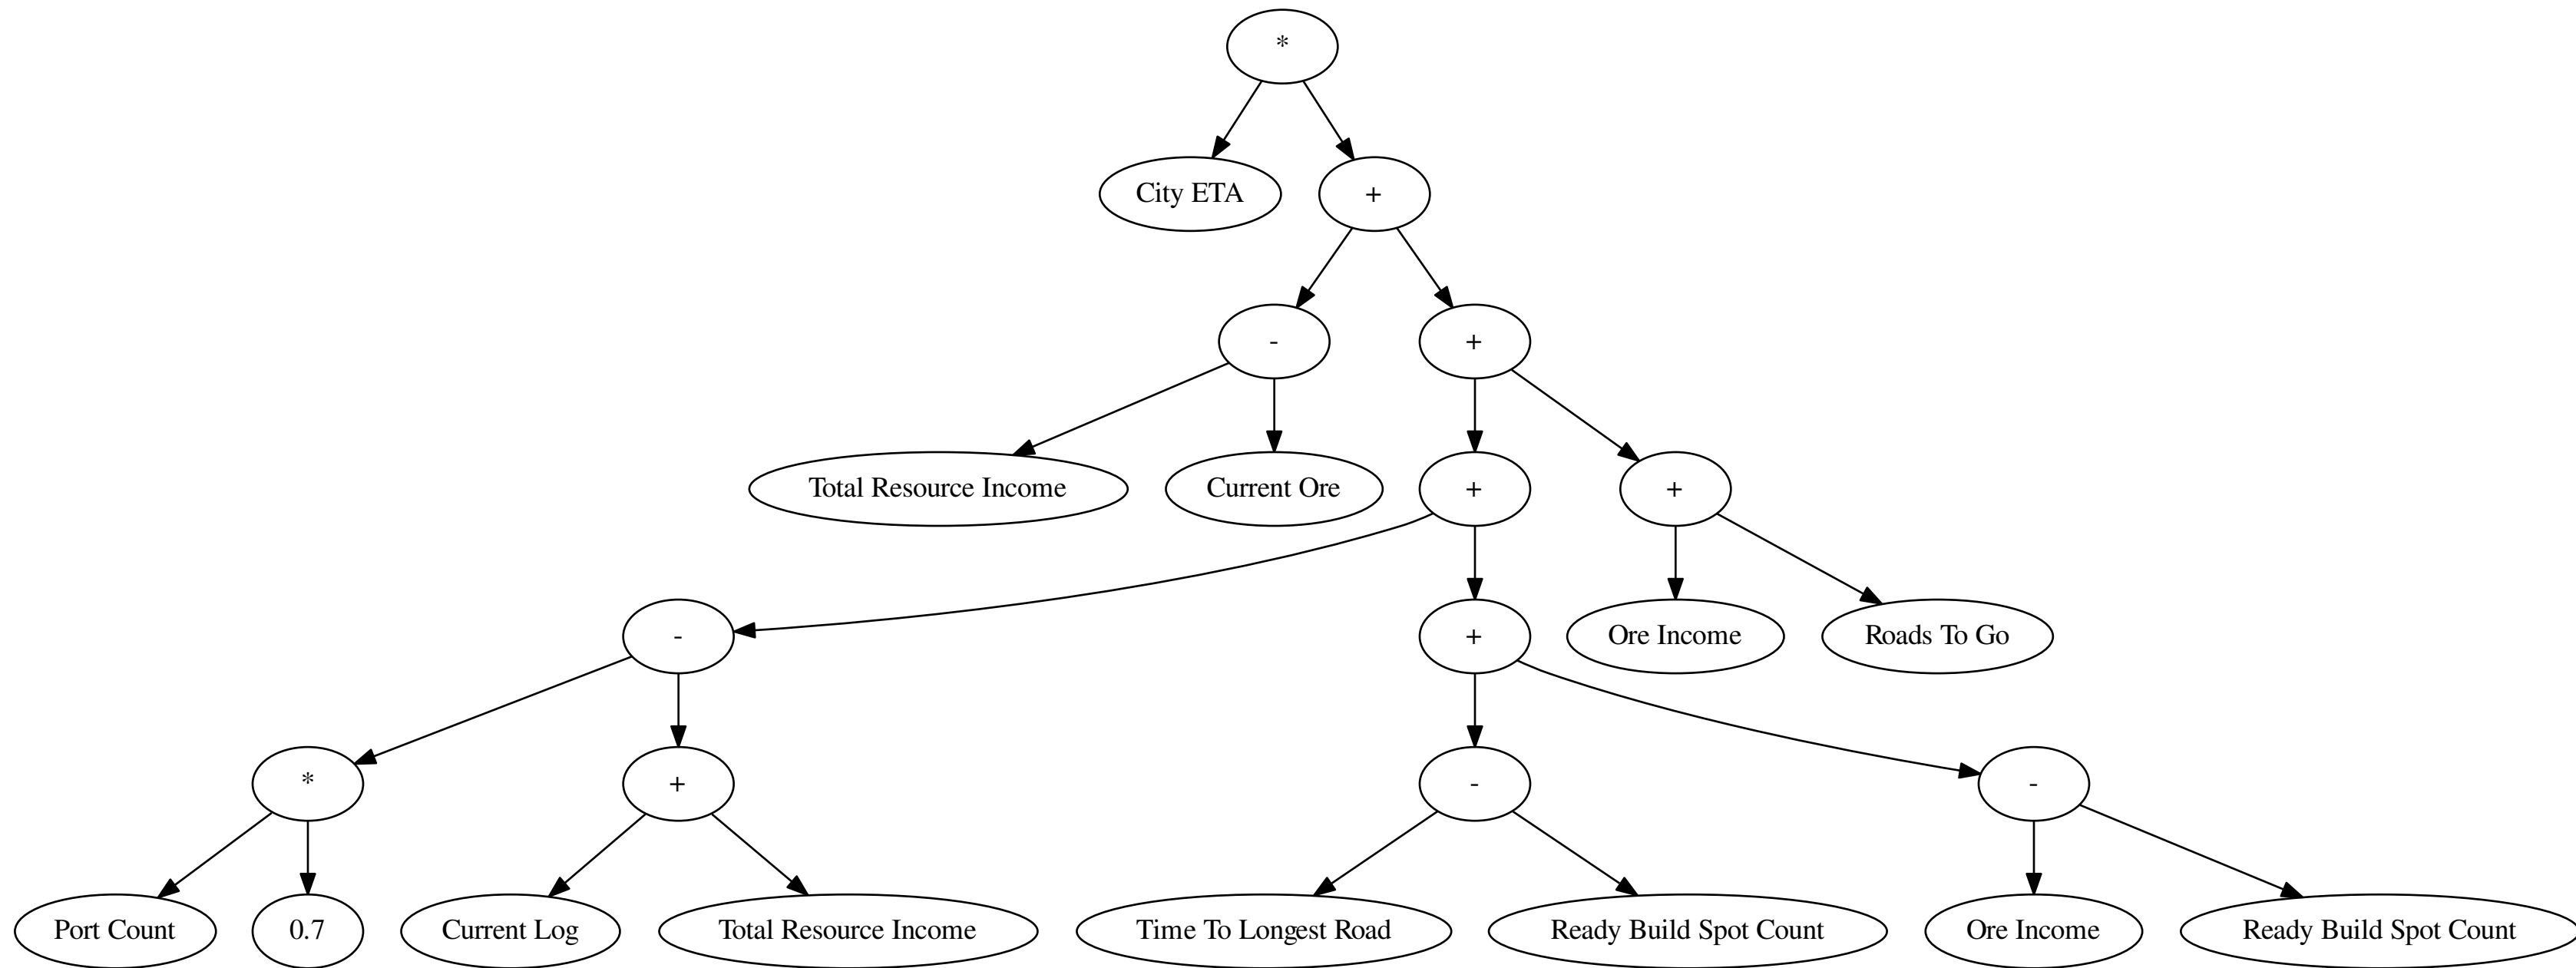 *
City ETA
+
-
+
Total Resource Income
Current Ore
+
+
-
+
Ore Income
Roads To Go
*
+
-
-
Port Count
0.7
Current Log
Total Resource Income
Time To Longest Road
Ready Build Spot Count
Ore Income
Ready Build Spot Count